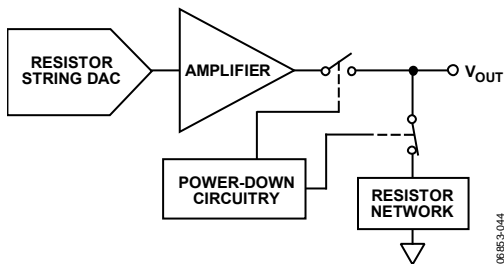 RESISTOR
STRING DAC
AMPLIFIER
VOUT
POWER-DOWN
CIRCUITRY
RESISTOR
NETWORK
06853-044